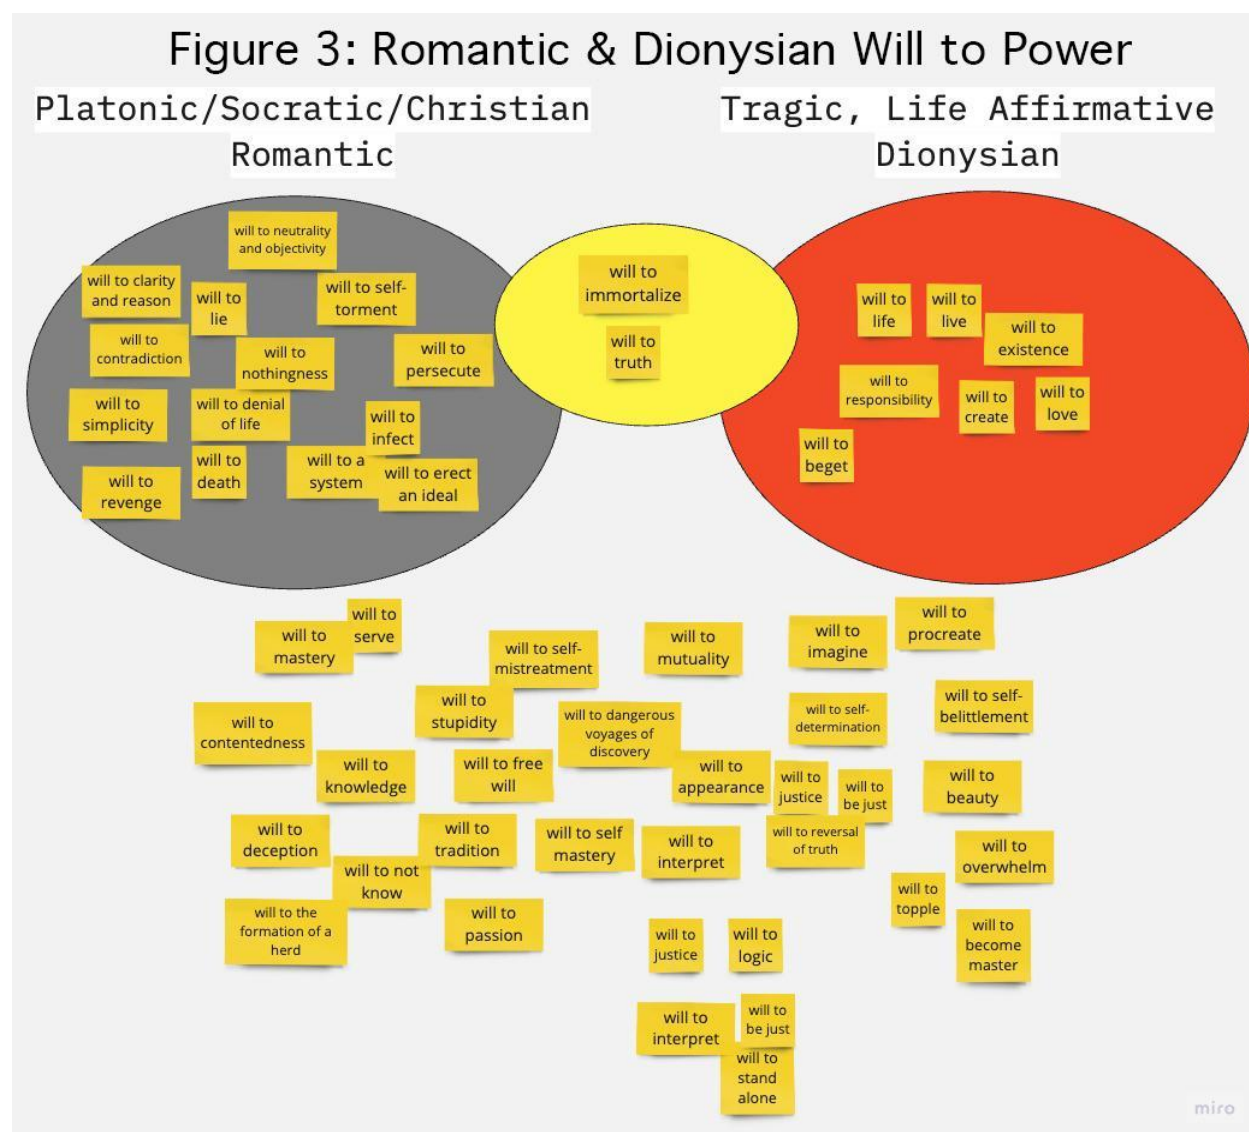 Figure 3: Romantic & Dionysian Will to Power
Platonic/Socratic/Christian
Romantic
Tragic, Life Affirmative
Dionysian
will to neutrality
and objectivity
will to clarity
and reason
will to
lie
will to self-
torment
will to
contradiction
will to
nothingness
will to
persecute
will to
simplicity
will to denial
of life
will to
infect
will to
revenge
will to
death
will to a
system
will to erect
an ideal
will to
immortalize
will to
truth
will to
life
will to
live
will to
existence
will to
responsibility
will to
create
will to
love
will to
beget
will to
mastery
will to
serve
will to self-
mistreatment
will to
mutuality
will to
imagine
will to
procreate
will to
contentedness
will to
stupidity
will to dangerous
voyages of
discovery
will to self-
determination
will to self-
belittlement
will to
knowledge
will to free
will
will to
appearance
will to
justice
will to
be just
will to
beauty
will to
deception
will to
tradition
will to self
mastery
will to
interpret
will to reversal
of truth
will to
overwhelm
will to not
know
will to
topple
will to the
formation of a
herd
will to
passion
will to
justice
will to
logic
will to
become
master
will to
interpret
will to
be just
will to
stand
alone
miro